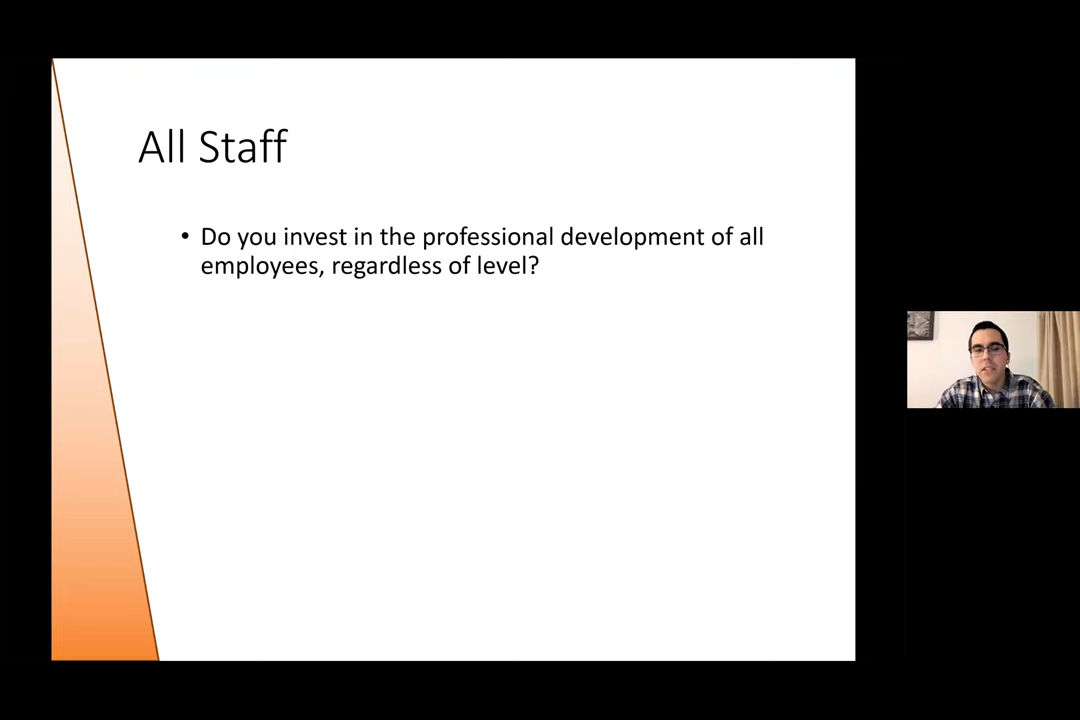 All Staff
• Do you invest in the professional development of all
employees, regardless of level?